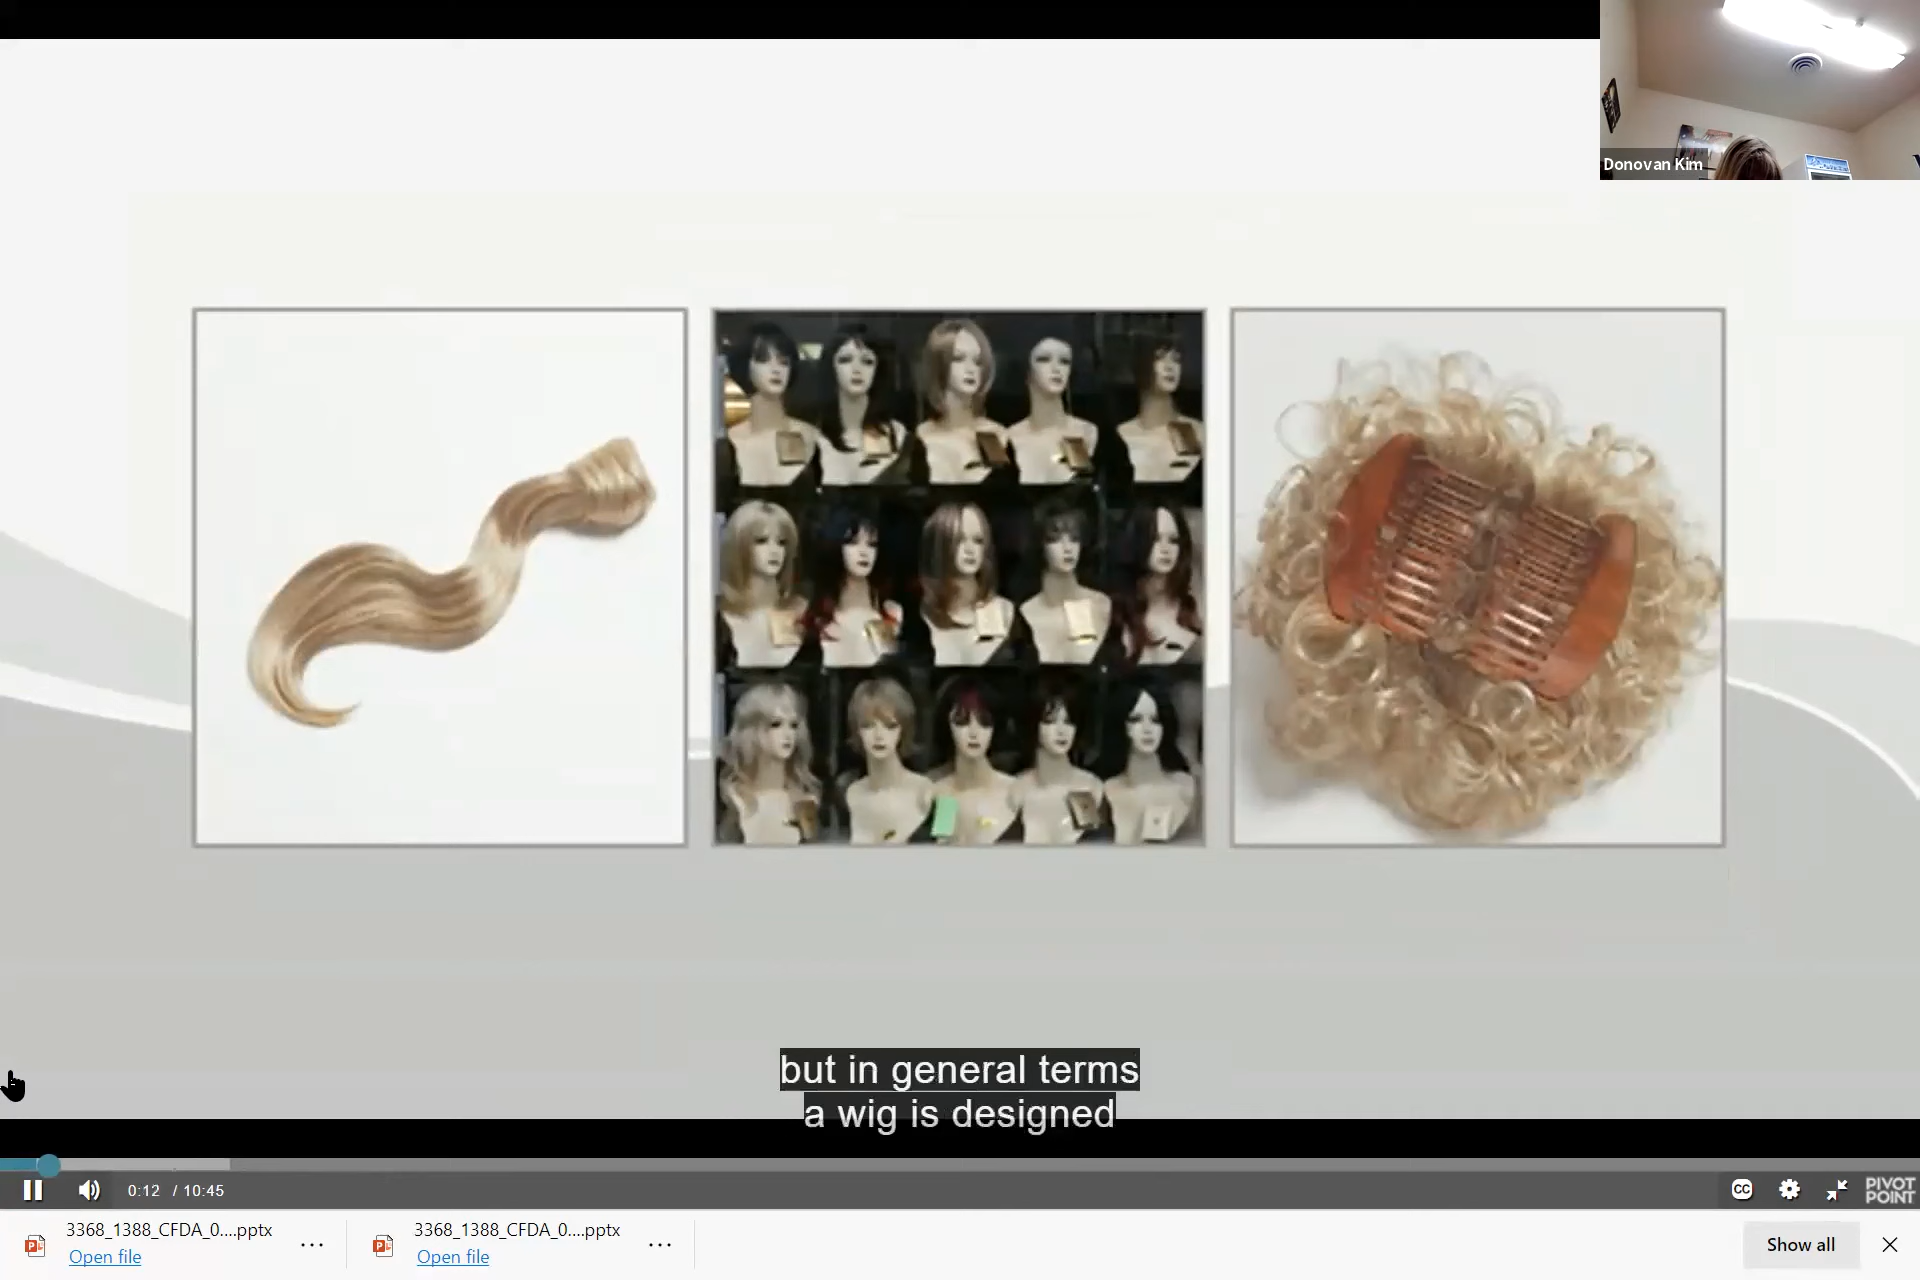 Donovan Kim
but in general terms
a wig is designed
0:12 / 10:45
CC
PIVOT
POINT
3368_1388_CFDA_0....pptx
Open file
3368_1388_CFDA_0....pptx
Open file
Show all